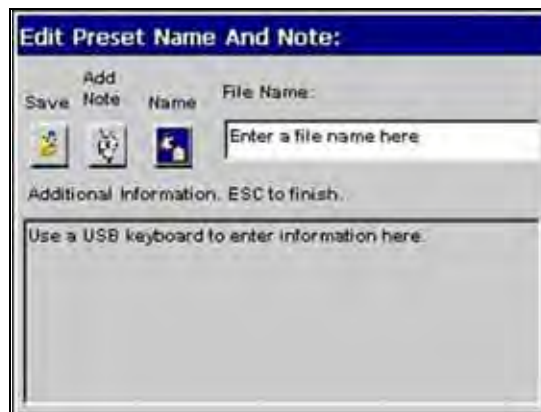 Edit Preset Name And Note:
Save Add Note Name File Name:
Enter a file name here
Additional Information. ESC to finish.
Use a USB keyboard to enter information here.